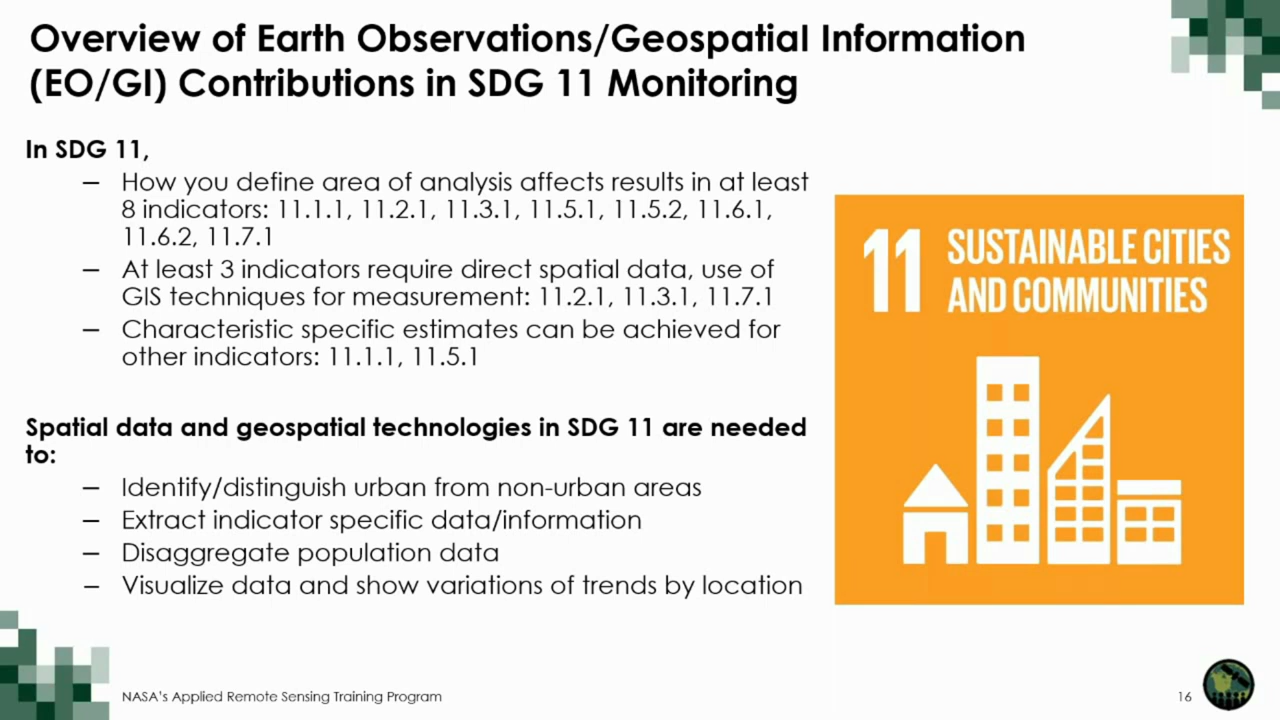 Overview of Earth Observations/Geospatial Information
(EO/GI) Contributions in SDG 11 Monitoring
In SDG 11,
– How you define area of analysis affects results in at least
8 indicators: 11.1.1, 11.2.1, 11.3.1, 11.5.1, 11.5.2, 11.6.1,
11.6.2, 11.7.1
– At least 3 indicators require direct spatial data, use of
GIS techniques for measurement: 11.2.1, 11.3.1, 11.7.1
– Characteristic specific estimates can be achieved for
other indicators: 11.1.1, 11.5.1
Spatial data and geospatial technologies in SDG 11 are needed
to:
– Identify/distinguish urban from non-urban areas
– Extract indicator specific data/information
– Disaggregate population data
– Visualize data and show variations of trends by location
11 SUSTAINABLE CITIES
AND COMMUNITIES
NASA's Applied Remote Sensing Training Program
16